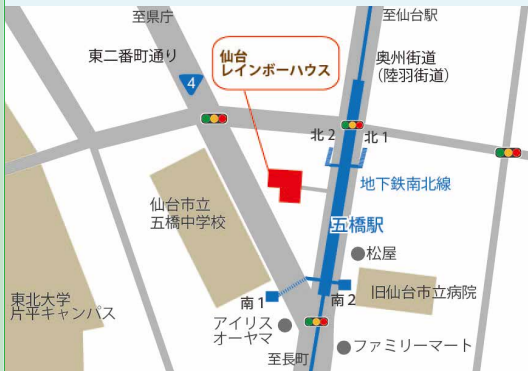 至県庁
至仙台駅
東二番町通り
仙台
レインボーハウス
奥州街道
(陸羽街道)
4
北2
北1
地下鉄南北線
仙台市立
五橋中学校
五橋駅
松屋
旧仙台市立病院
南1
南2
東北大学
片平キャンパス
アイリス
オーヤマ
至長町
ファミリーマート